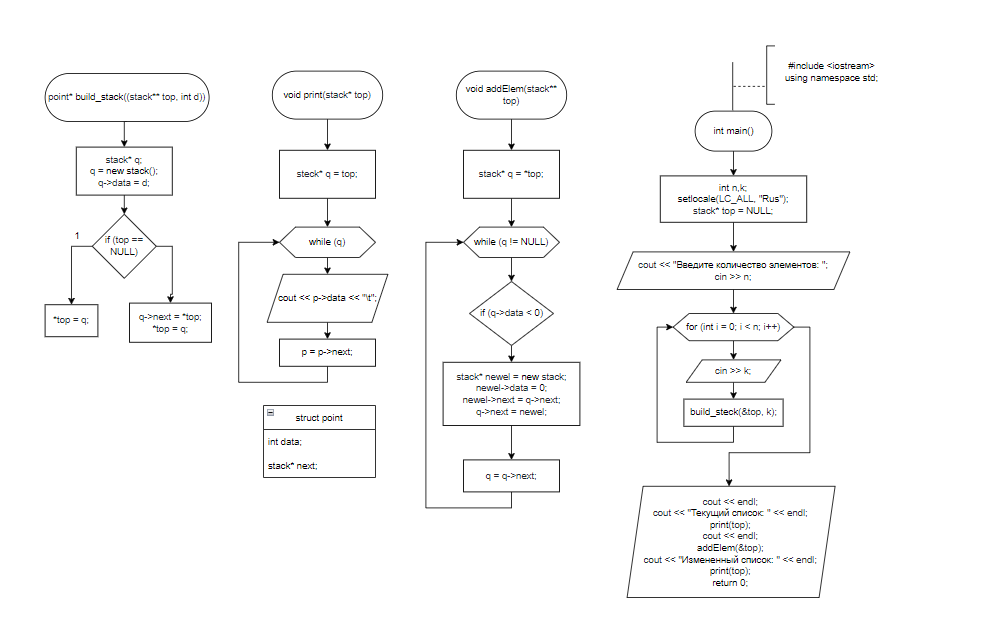 point* build_stack((stack** top, int d))
stack* q;
q = new stack();
q->data = d;
if (top ==
NULL)
1
*top = q;
q->next = *top;
*top = q;
void print(stack* top)
steck* q = top;
while (q)
cout << p->data << "\t";
p = p->next;
struct point
int data;
stack* next;
void addElem(stack**
top)
stack* q = *top;
while (q != NULL)
if (q->data < 0)
stack* newel = new stack;
newel->data = 0;
newel->next = q->next;
q->next = newel;
q = q->next;
#include <iostream>
using namespace std;
int main()
int n,k;
setlocale(LC_ALL, "Rus");
stack* top = NULL;
cout << "Введите количество элементов: ";
cin >> n;
for (int i = 0; i < n; i++)
cin >> k;
build_steck(&top, k);
cout << endl;
cout << "Текущий список: " << endl;
print(top);
cout << endl;
addElem(&top);
cout << "Измененный список: " << endl;
print(top);
return 0;